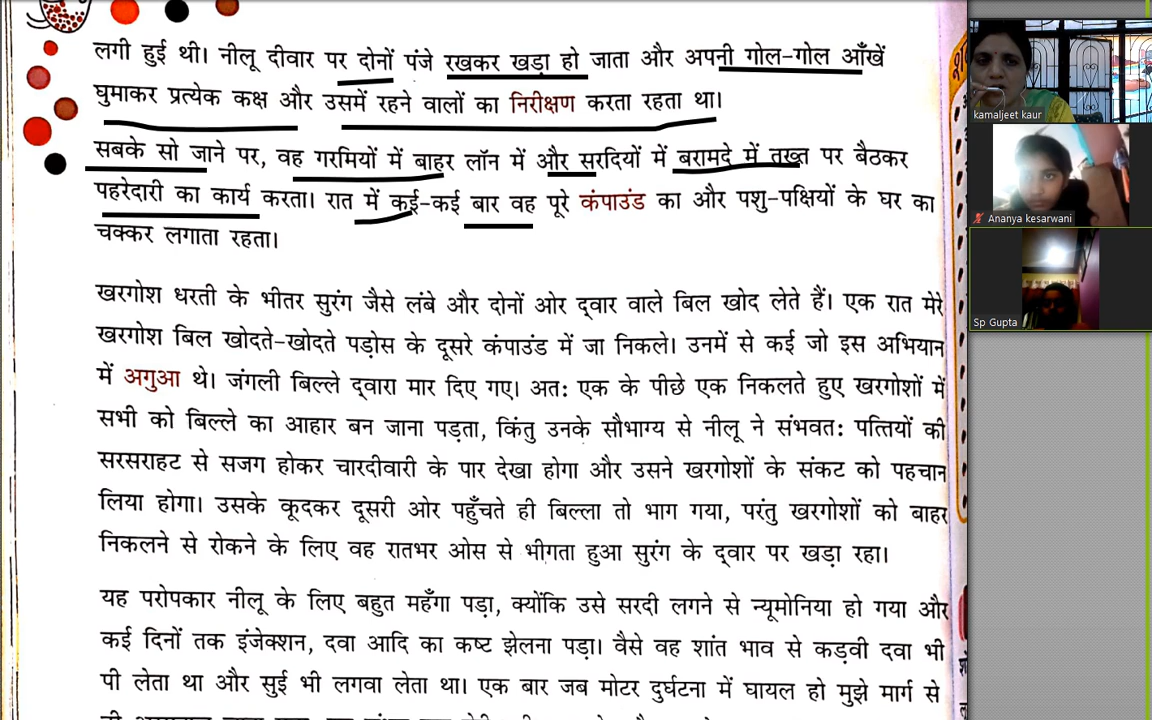 लगी हुई थी। नीलू दीवार पर दोनों पंजे रखकर खड़ा हो जाता और अपनी गोल-गोल आँखें
घुमाकर प्रत्येक कक्ष और उसमें रहने वालों का निरीक्षण करता रहता था।
सबके सो जाने पर, वह गरमियों में बाहर लॉन में और सरदियों में बरामदे में तख़्त पर बैठकर
पहरेदारी का कार्य करता। रात में कई-कई बार वह पूरे कंपाउंड का और पशु-पक्षियों के घर का
चक्कर लगाता रहता।
खरगोश धरती के भीतर सुरंग जैसे लंबे और दोनों ओर द्वार वाले बिल खोद लेते हैं। एक रात मेरे
खरगोश बिल खोदते-खोदते पड़ोस के दूसरे कंपाउंड में जा निकले। उनमें से कई जो इस अभियान
में अगुआ थे। जंगली बिल्ले द्वारा मार दिए गए। अतः एक के पीछे एक निकलते हुए खरगोशों में
सभी को बिल्ले का आहार बन जाना पड़ता, किंतु उनके सौभाग्य से नीलू ने संभवतः पत्तियों की
सरसराहट से सजग होकर चारदीवारी के पार देखा होगा और उसने खरगोशों के संकट को पहचान
लिया होगा। उसके कूदकर दूसरी ओर पहुँचते ही बिल्ला तो भाग गया, परंतु खरगोशों को बाहर
निकलने से रोकने के लिए वह रातभर ओस से भीगता हुआ सुरंग के द्वार पर खड़ा रहा।
यह परोपकार नीलू के लिए बहुत महँगा पड़ा, क्योंकि उसे सरदी लगने से न्यूमोनिया हो गया और
कई दिनों तक इंजेक्शन, दवा आदि का कष्ट झेलना पड़ा। वैसे वह शांत भाव से कड़वी दवा भी
पी लेता था और सुई भी लगवा लेता था। एक बार जब मोटर दुर्घटना में घायल हो मुझे मार्ग से
kamaljeet kaur
Ananya kesarwani
Sp Gupta